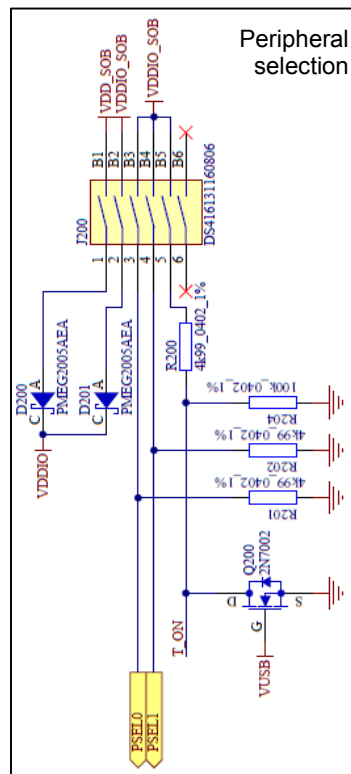 Peripheral
selection
VDD_SOB
VDDIO_SOB
VDDIO_SOB
B1
B2
B3
B4
B5
B6
J200
DS416131160806
1
2
3
4
5
6
D200
C
A
PMEG2005AEA
D201
C
A
PMEG2005AEA
VDDIO
R200
4k99_0402_1%
100k_0402_1%
R204
4k99_0402_1%
R202
4k99_0402_1%
R201
Q200
2N7002
D
S
G
T_ON
VUSB
PSEL0
PSEL1